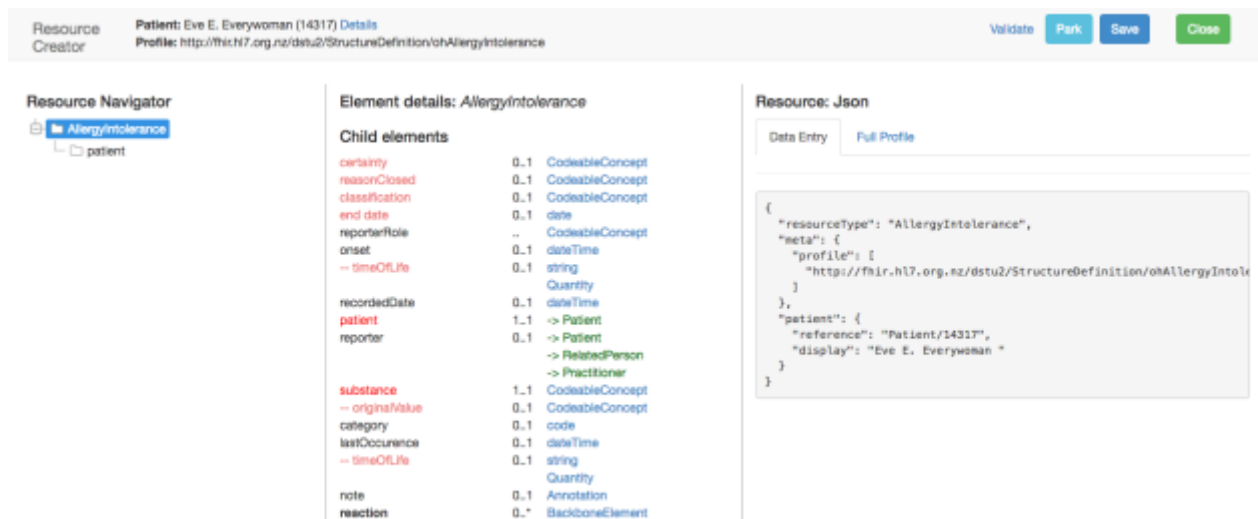 Resource Creator
Patient: Eve E. Everywoman (14317) Details
Profile: http://fhir.hl7.org.nz/dstu2/StructureDefinition/ohAllergyIntolerance
Validate Park Save Close
Resource Navigator
AllergyIntolerance
patient
Element details: AllergyIntolerance
Child elements
certainty 0..1 CodeableConcept
reasonClosed 0..1 CodeableConcept
classification 0..1 CodeableConcept
end date 0..1 date
reporterRole .. CodeableConcept
onset 0..1 dateTime
-- timeOfLife 0..1 string
Quantity
recordedDate 0..1 dateTime
patient 1..1 -> Patient
reporter 0..1 -> Patient
-> RelatedPerson
-> Practitioner
substance 1..1 CodeableConcept
-- originalValue 0..1 CodeableConcept
category 0..1 code
lastOccurence 0..1 dateTime
-- timeOfLife 0..1 string
Quantity
note 0..1 Annotation
reaction 0..* BackboneElement
Resource: Json
Data Entry Full Profile
{
"resourceType": "AllergyIntolerance",
"meta": {
"profile": [
"http://fhir.hl7.org.nz/dstu2/StructureDefinition/ohAllergyIntole
]
},
"patient": {
"reference": "Patient/14317",
"display": "Eve E. Everywoman "
}
}